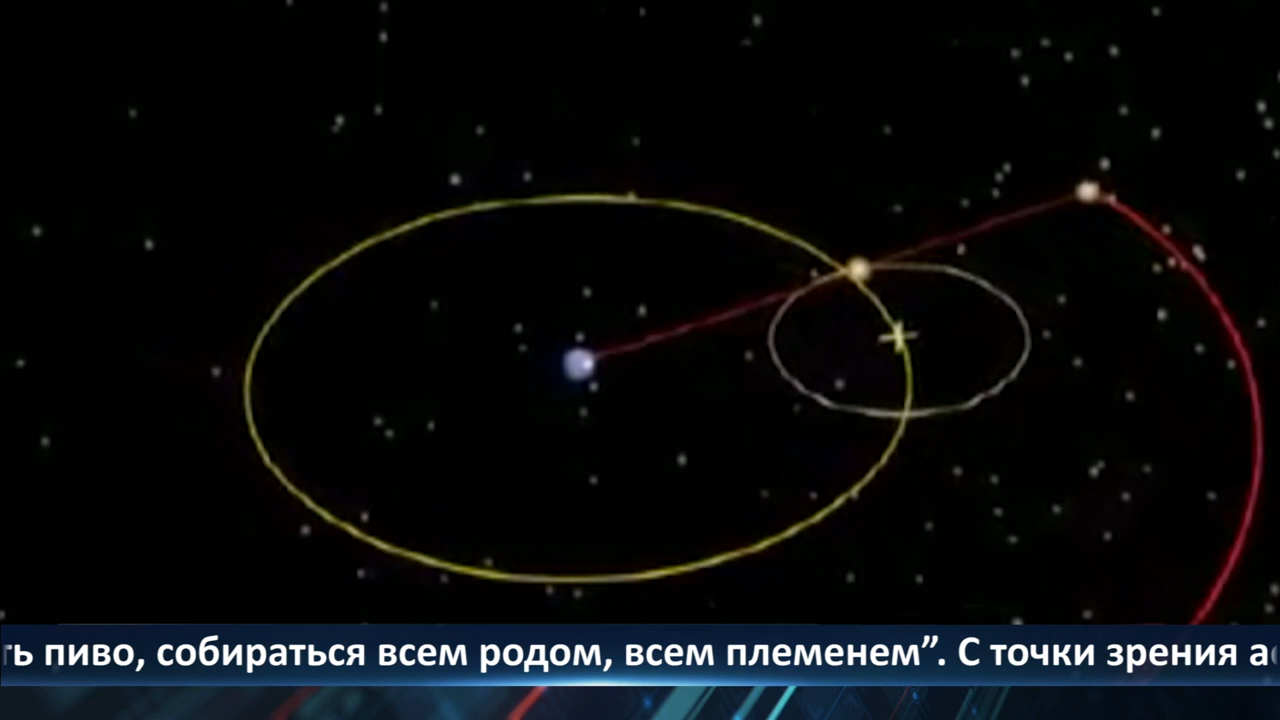 ть пиво, собираться всем родом, всем племенем”. С точки зрения а